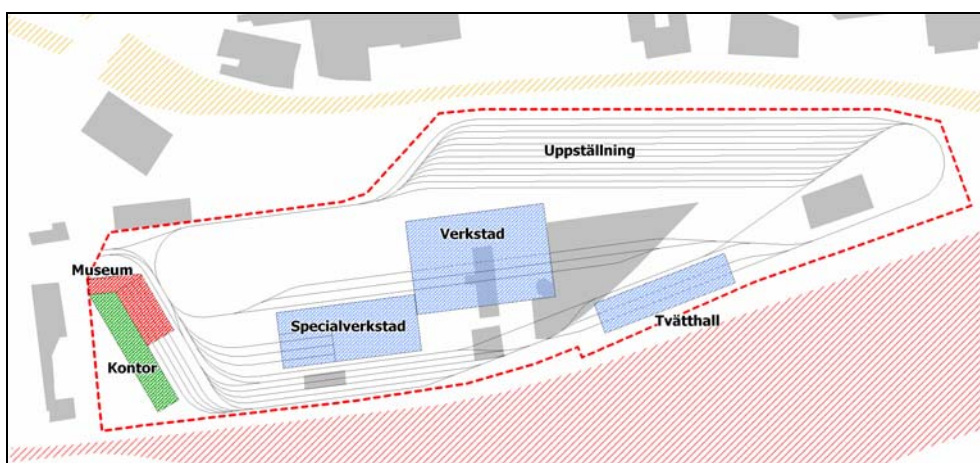 Uppställning
Verkstad
Museum
Specialverkstad
Tvätthall
Kontor